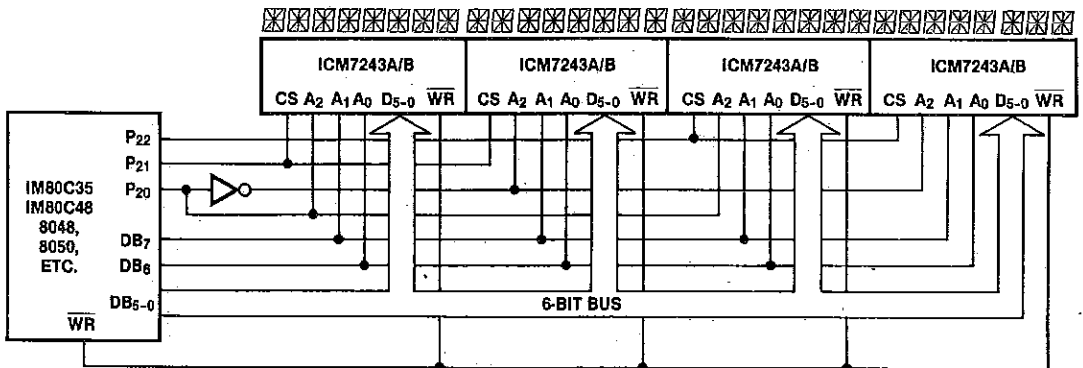 ICM7243A/B ICM7243A/B ICM7243A/B ICM7243A/B
CS A2 A1 A0 D5-0 WR CS A2 A1 A0 D5-0 WR CS A2 A1 A0 D5-0 WR CS A2 A1 A0 D5-0 WR
P22
P21
P20
IM80C35
IM80C48
8048,
8050,
ETC.
DB7
DB6
DB5-0
WR
6-BIT BUS